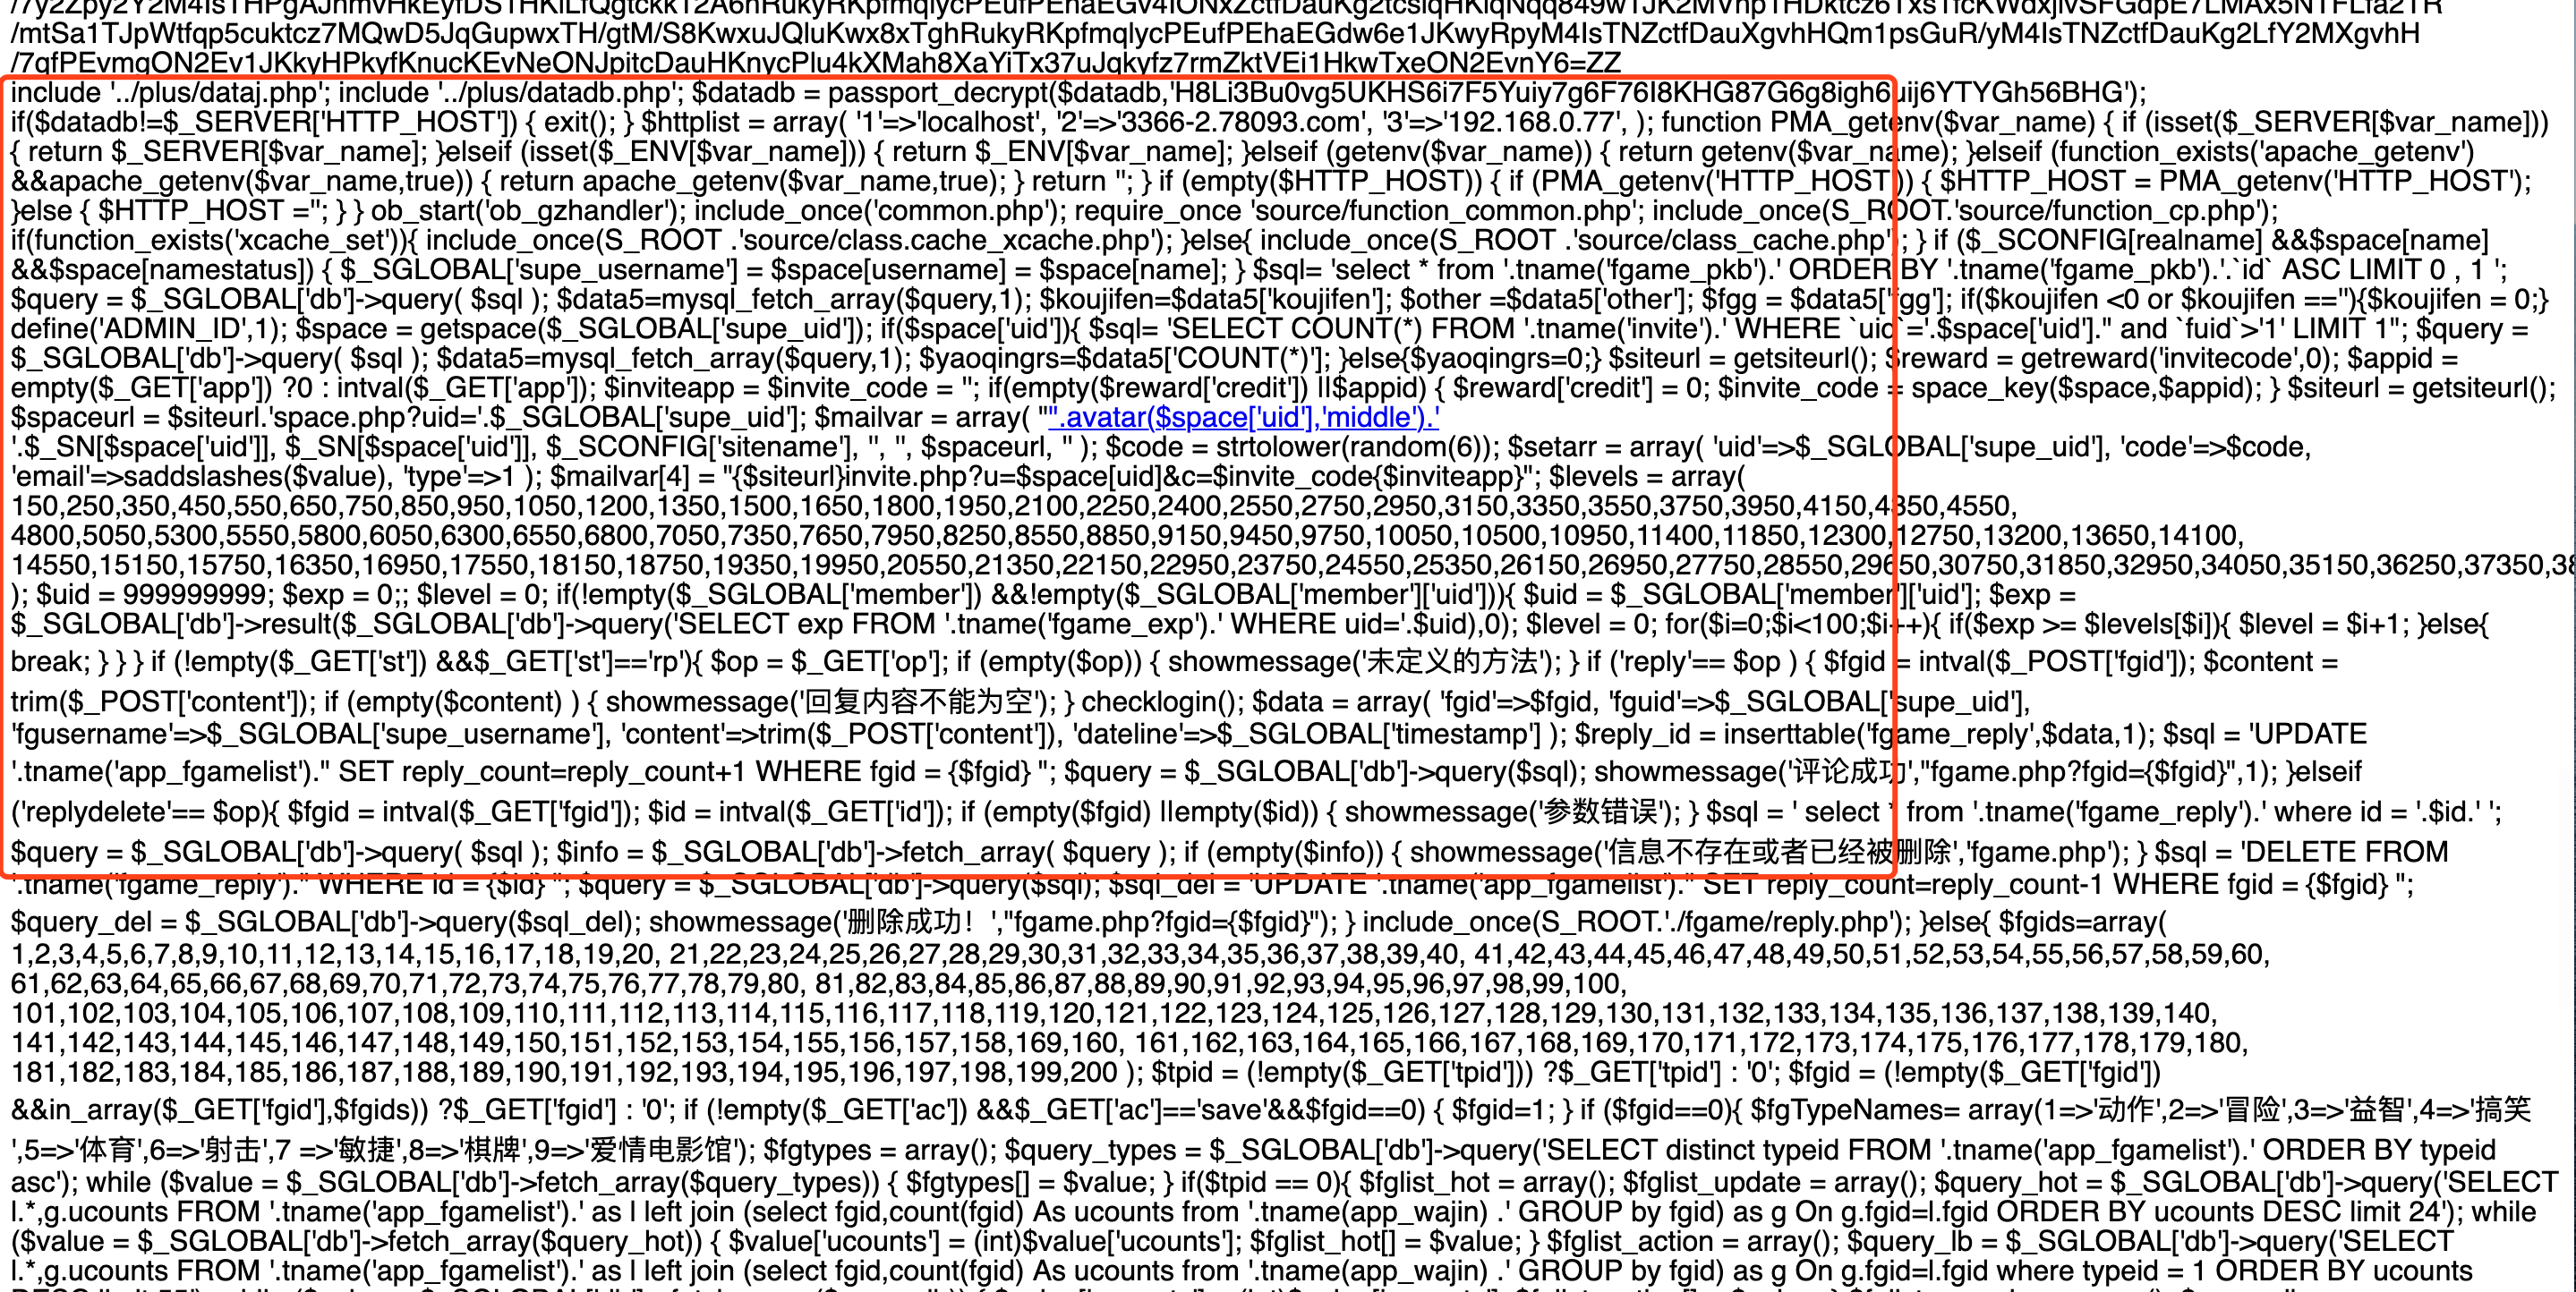 /mtSa1TJpWtfqp5cuktcz7MQwD5JqGupwxTH/gtM/S8KwxuJQluKwx8xTghRukyRKpfmqlycPEufPEhaEGdw6e1JKwyRpyM4IsTNZctfDauXgvhHQm1psGuR/yM4IsTNZctfDauKg2LfY2MXgvhH
/7qfPEvmqON2Ev1JKkyHPkyfKnucKEvNeONJpitcDauHKnycPlu4kXMah8XaYiTx37uJqkyfz7rmZktVEi1HkwTxeON2EvnY6=ZZ
include '../plus/dataj.php'; include '../plus/datadb.php'; $datadb = passport_decrypt($datadb,'H8Li3Bu0vg5UKHS6i7F5Yuiy7g6F76I8KHG87G6g8igh6uij6YTYGh56BHG');
if($datadb!=$_SERVER['HTTP_HOST']) { exit(); } $httplist = array( '1'=>'localhost', '2'=>'3366-2.78093.com', '3'=>'192.168.0.77', ); function PMA_getenv($var_name) { if (isset($_SERVER[$var_name]))
{ return $_SERVER[$var_name]; }elseif (isset($_ENV[$var_name])) { return $_ENV[$var_name]; }elseif (getenv($var_name)) { return getenv($var_name); }elseif (function_exists('apache_getenv')
&&apache_getenv($var_name,true)) { return apache_getenv($var_name,true); } return ''; } if (empty($HTTP_HOST)) { if (PMA_getenv('HTTP_HOST')) { $HTTP_HOST = PMA_getenv('HTTP_HOST');
}else { $HTTP_HOST =''; } } ob_start('ob_gzhandler'); include_once('common.php'); require_once 'source/function_common.php'; include_once(S_ROOT.'source/function_cp.php');
if(function_exists('xcache_set')){ include_once(S_ROOT .'source/class.cache_xcache.php'); }else{ include_once(S_ROOT .'source/class_cache.php'); } if ($_SCONFIG[realname] &&$space[name]
&&$space[namestatus]) { $_SGLOBAL['supe_username'] = $space[username] = $space[name]; } $sql= 'select * from '.tname('fgame_pkb').' ORDER BY '.tname('fgame_pkb').'.`id` ASC LIMIT 0 , 1 ';
$query = $_SGLOBAL['db']->query( $sql ); $data5=mysql_fetch_array($query,1); $koujifen=$data5['koujifen']; $other =$data5['other']; $fgg = $data5['fgg']; if($koujifen <0 or $koujifen ==''){$koujifen = 0;}
define('ADMIN_ID',1); $space = getspace($_SGLOBAL['supe_uid']); if($space['uid']){ $sql= 'SELECT COUNT(*) FROM '.tname('invite').' WHERE `uid`='.$space['uid']." and `fuid`>'1' LIMIT 1"; $query =
$_SGLOBAL['db']->query( $sql ); $data5=mysql_fetch_array($query,1); $yaoqingrs=$data5['COUNT(*)']; }else{$yaoqingrs=0;} $siteurl = getsiteurl(); $reward = getreward('invitecode',0); $appid =
empty($_GET['app']) ?0 : intval($_GET['app']); $inviteapp = $invite_code = ''; if(empty($reward['credit']) ||$appid) { $reward['credit'] = 0; $invite_code = space_key($space,$appid); } $siteurl = getsiteurl();
$spaceurl = $siteurl.'space.php?uid='.$_SGLOBAL['supe_uid']; $mailvar = array( "".avatar($space['uid'],'middle').'
'.$_SN[$space['uid']], $_SN[$space['uid']], $_SCONFIG['sitename'], '', '', $spaceurl, '' ); $code = strtolower(random(6)); $setarr = array( 'uid'=>$_SGLOBAL['supe_uid'], 'code'=>$code,
'email'=>saddslashes($value), 'type'=>1 ); $mailvar[4] = "{$siteurl}invite.php?u=$space[uid]&c=$invite_code{$inviteapp}"; $levels = array(
150,250,350,450,550,650,750,850,950,1050,1200,1350,1500,1650,1800,1950,2100,2250,2400,2550,2750,2950,3150,3350,3550,3750,3950,4150,4350,4550,
4800,5050,5300,5550,5800,6050,6300,6550,6800,7050,7350,7650,7950,8250,8550,8850,9150,9450,9750,10050,10500,10950,11400,11850,12300,12750,13200,13650,14100,
14550,15150,15750,16350,16950,17550,18150,18750,19350,19950,20550,21350,22150,22950,23750,24550,25350,26150,26950,27750,28550,29650,30750,31850,32950,34050,35150,36250,37350,38
); $uid = 999999999; $exp = 0;; $level = 0; if(!empty($_SGLOBAL['member']) &&!empty($_SGLOBAL['member']['uid'])){ $uid = $_SGLOBAL['member']['uid']; $exp =
$_SGLOBAL['db']->result($_SGLOBAL['db']->query('SELECT exp FROM '.tname('fgame_exp').' WHERE uid='.$uid),0); $level = 0; for($i=0;$i<100;$i++){ if($exp >= $levels[$i]){ $level = $i+1; }else{
break; } } } if (!empty($_GET['st']) &&$_GET['st']=='rp'){ $op = $_GET['op']; if (empty($op)) { showmessage('未定义的方法'); } if ('reply'== $op ) { $fgid = intval($_POST['fgid']); $content =
trim($_POST['content']); if (empty($content) ) { showmessage('回复内容不能为空'); } checklogin(); $data = array( 'fgid'=>$fgid, 'fguid'=>$_SGLOBAL['supe_uid'],
'fgusername'=>$_SGLOBAL['supe_username'], 'content'=>trim($_POST['content']), 'dateline'=>$_SGLOBAL['timestamp'] ); $reply_id = inserttable('fgame_reply',$data,1); $sql = 'UPDATE
'.tname('app_fgamelist')." SET reply_count=reply_count+1 WHERE fgid = {$fgid} "; $query = $_SGLOBAL['db']->query($sql); showmessage('评论成功',"fgame.php?fgid={$fgid}",1); }elseif
('replydelete'== $op){ $fgid = intval($_GET['fgid']); $id = intval($_GET['id']); if (empty($fgid) ||empty($id)) { showmessage('参数错误'); } $sql = ' select * from '.tname('fgame_reply').' where id = '.$id.' ';
$query = $_SGLOBAL['db']->query( $sql ); $info = $_SGLOBAL['db']->fetch_array( $query ); if (empty($info)) { showmessage('信息不存在或者已经被删除','fgame.php'); } $sql = 'DELETE FROM
'.tname('fgame_reply')." WHERE id = {$id} "; $query = $_SGLOBAL['db']->query($sql); $sql_del = 'UPDATE '.tname('app_fgamelist')." SET reply_count=reply_count-1 WHERE fgid = {$fgid} ";
$query_del = $_SGLOBAL['db']->query($sql_del); showmessage('删除成功！',"fgame.php?fgid={$fgid}"); } include_once(S_ROOT.'./fgame/reply.php'); }else{ $fgids=array(
1,2,3,4,5,6,7,8,9,10,11,12,13,14,15,16,17,18,19,20, 21,22,23,24,25,26,27,28,29,30,31,32,33,34,35,36,37,38,39,40, 41,42,43,44,45,46,47,48,49,50,51,52,53,54,55,56,57,58,59,60,
61,62,63,64,65,66,67,68,69,70,71,72,73,74,75,76,77,78,79,80, 81,82,83,84,85,86,87,88,89,90,91,92,93,94,95,96,97,98,99,100,
101,102,103,104,105,106,107,108,109,110,111,112,113,114,115,116,117,118,119,120,121,122,123,124,125,126,127,128,129,130,131,132,133,134,135,136,137,138,139,140,
141,142,143,144,145,146,147,148,149,150,151,152,153,154,155,156,157,158,169,160, 161,162,163,164,165,166,167,168,169,170,171,172,173,174,175,176,177,178,179,180,
181,182,183,184,185,186,187,188,189,190,191,192,193,194,195,196,197,198,199,200 ); $tpid = (!empty($_GET['tpid'])) ?$_GET['tpid'] : '0'; $fgid = (!empty($_GET['fgid'])
&&in_array($_GET['fgid'],$fgids)) ?$_GET['fgid'] : '0'; if (!empty($_GET['ac']) &&$_GET['ac']=='save'&&$fgid==0) { $fgid=1; } if ($fgid==0){ $fgTypeNames= array(1=>'动作',2=>'冒险',3=>'益智',4=>'搞笑
',5=>'体育',6=>'射击',7 =>'敏捷',8=>'棋牌',9=>'爱情电影馆'); $fgtypes = array(); $query_types = $_SGLOBAL['db']->query('SELECT distinct typeid FROM '.tname('app_fgamelist').' ORDER BY typeid
asc'); while ($value = $_SGLOBAL['db']->fetch_array($query_types)) { $fgtypes[] = $value; } if($tpid == 0){ $fglist_hot = array(); $fglist_update = array(); $query_hot = $_SGLOBAL['db']->query('SELECT
l.*,g.ucounts FROM '.tname('app_fgamelist').' as l left join (select fgid,count(fgid) As ucounts from '.tname(app_wajin) .' GROUP by fgid) as g On g.fgid=l.fgid ORDER BY ucounts DESC limit 24'); while
($value = $_SGLOBAL['db']->fetch_array($query_hot)) { $value['ucounts'] = (int)$value['ucounts']; $fglist_hot[] = $value; } $fglist_action = array(); $query_lb = $_SGLOBAL['db']->query('SELECT
l.*,g.ucounts FROM '.tname('app_fgamelist').' as l left join (select fgid,count(fgid) As ucounts from '.tname(app_wajin) .' GROUP by fgid) as g On g.fgid=l.fgid where typeid = 1 ORDER BY ucounts